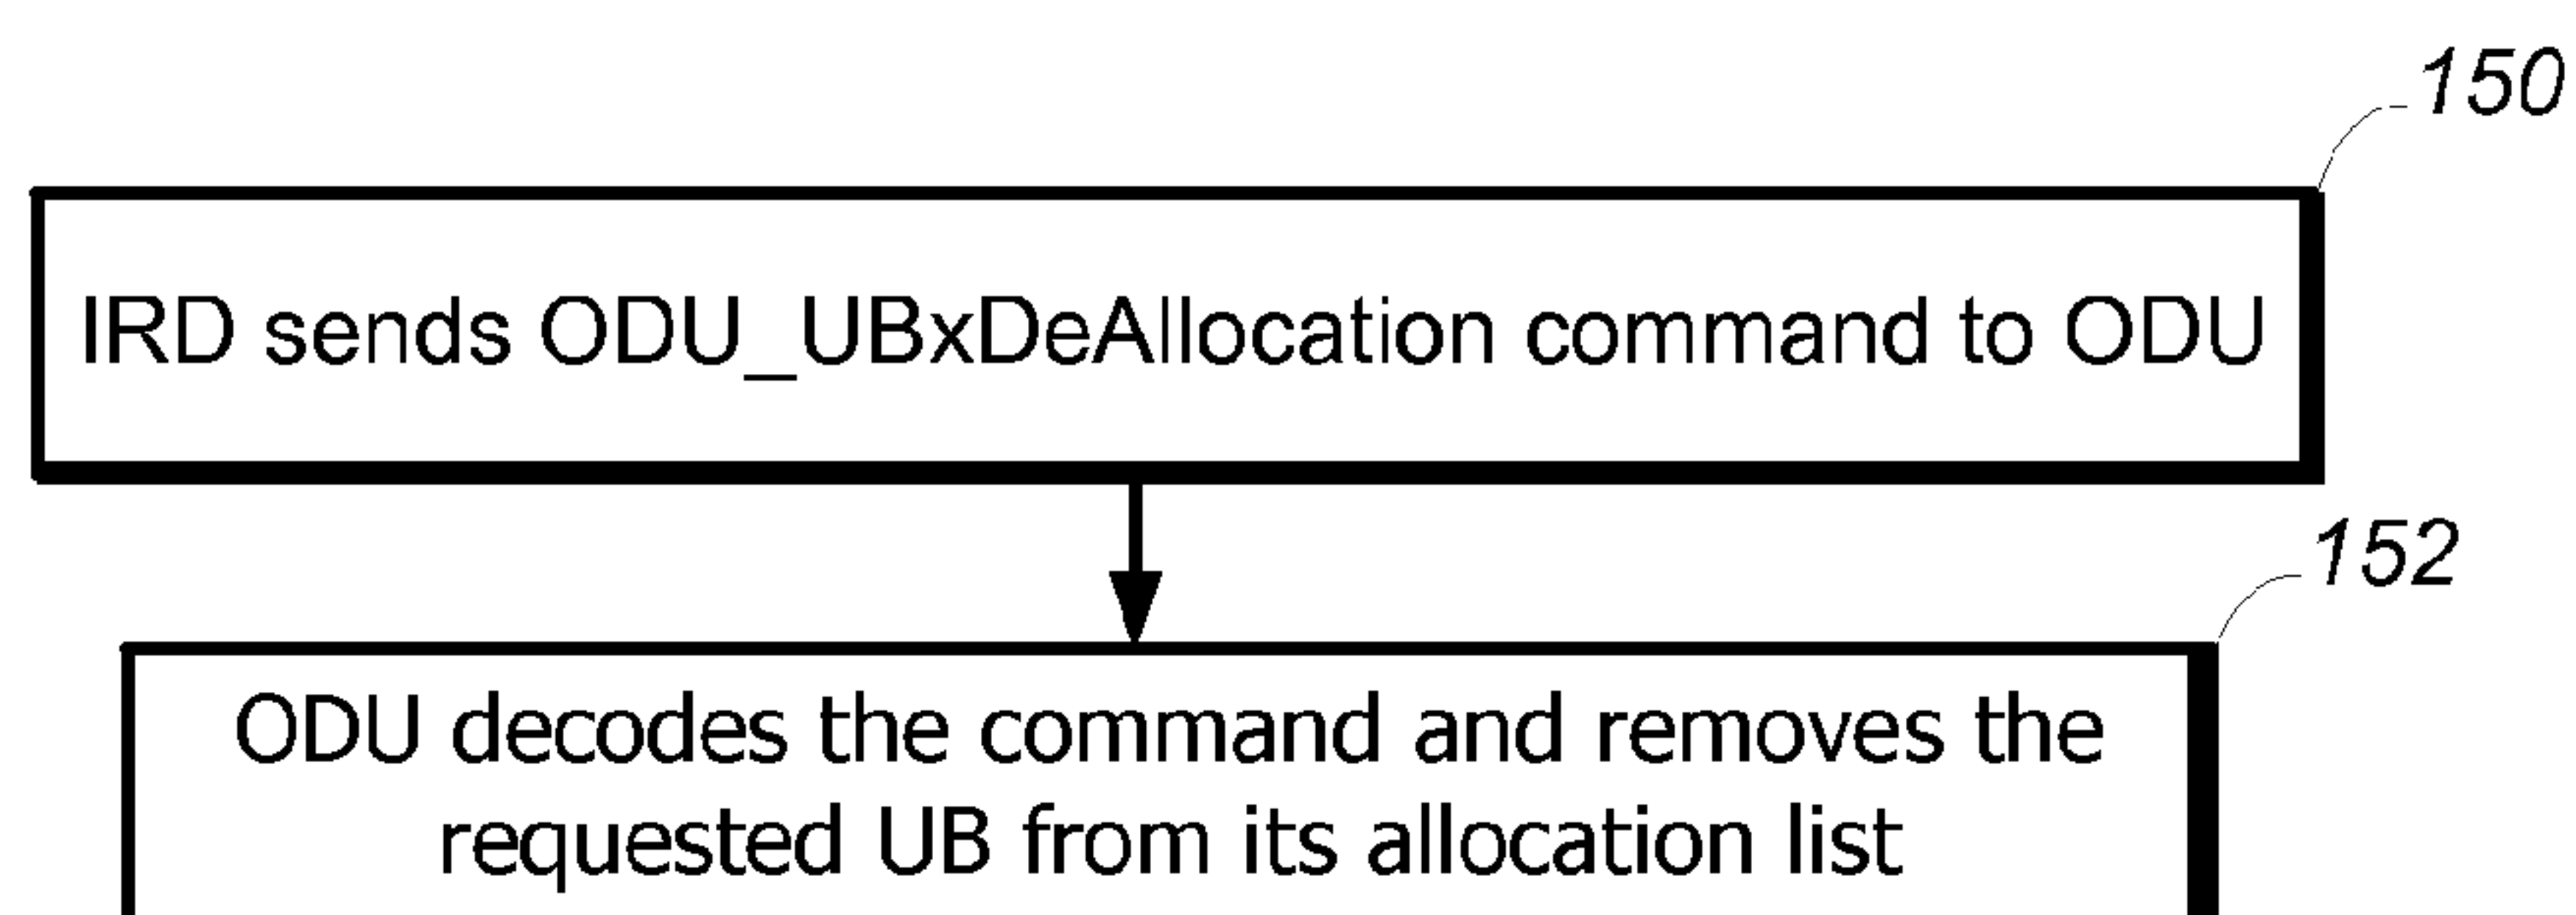 150
IRD sends ODU_UBxDeAllocation command to ODU
152
ODU decodes the command and removes the
requested UB from its allocation list